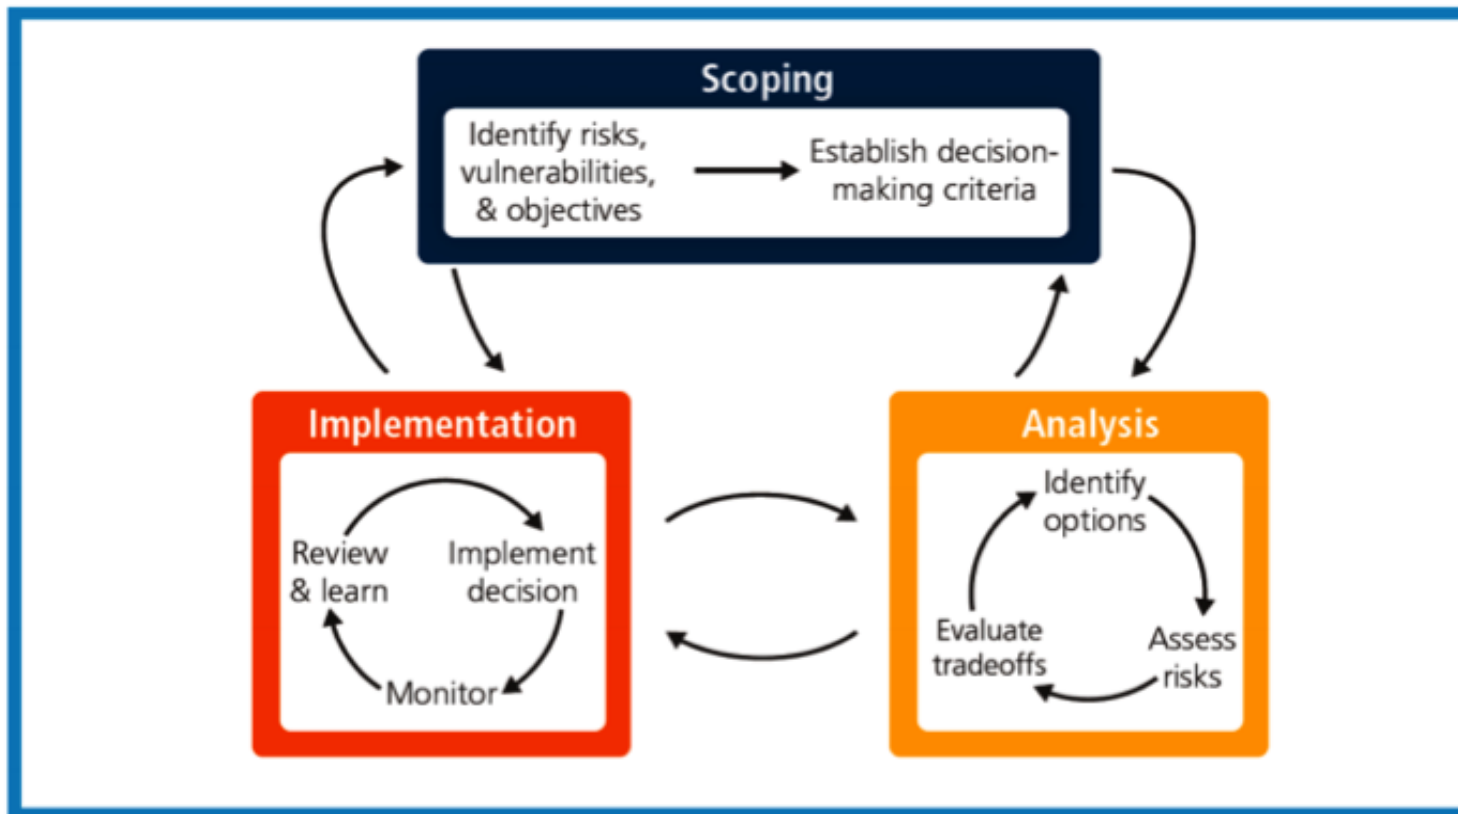 Scoping
Identify risks,
vulnerabilities,
& objectives
Establish decision-
making criteria
Implementation
Review
& learn
Implement
decision
Monitor
Analysis
Identify
options
Assess
risks
Evaluate
tradeoffs